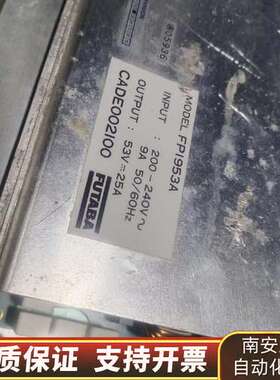 MODEL FP1953A
INPUT : 200-240V~
9A 50/60Hz
OUTPUT : 53V=25A
CADE002100
FUTABA
835936
南安
自动化
质保证 支持开票